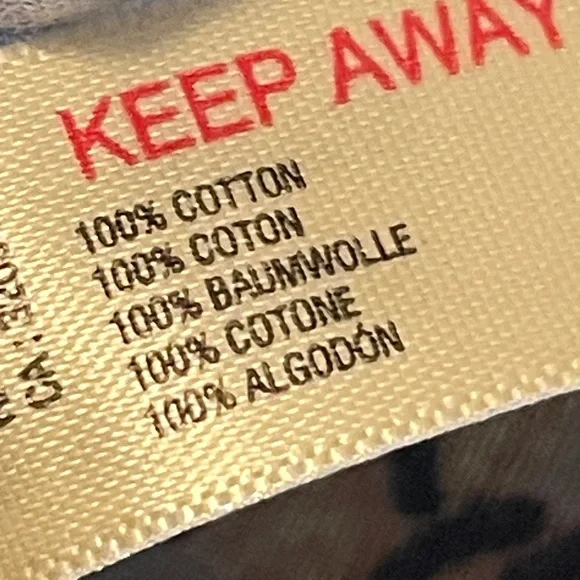 KEEP AWAY
100% COTTON
100% COTON
100% BAUMWOLLE
100% COTONE
100% ALGODÓN